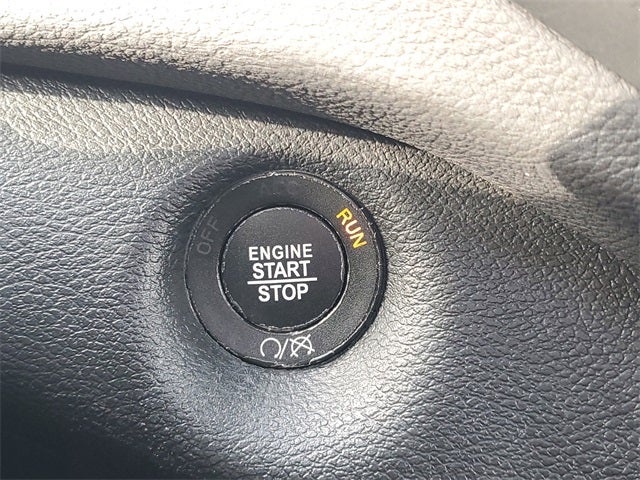 OFF
ACC
RUN
ENGINE
START
STOP